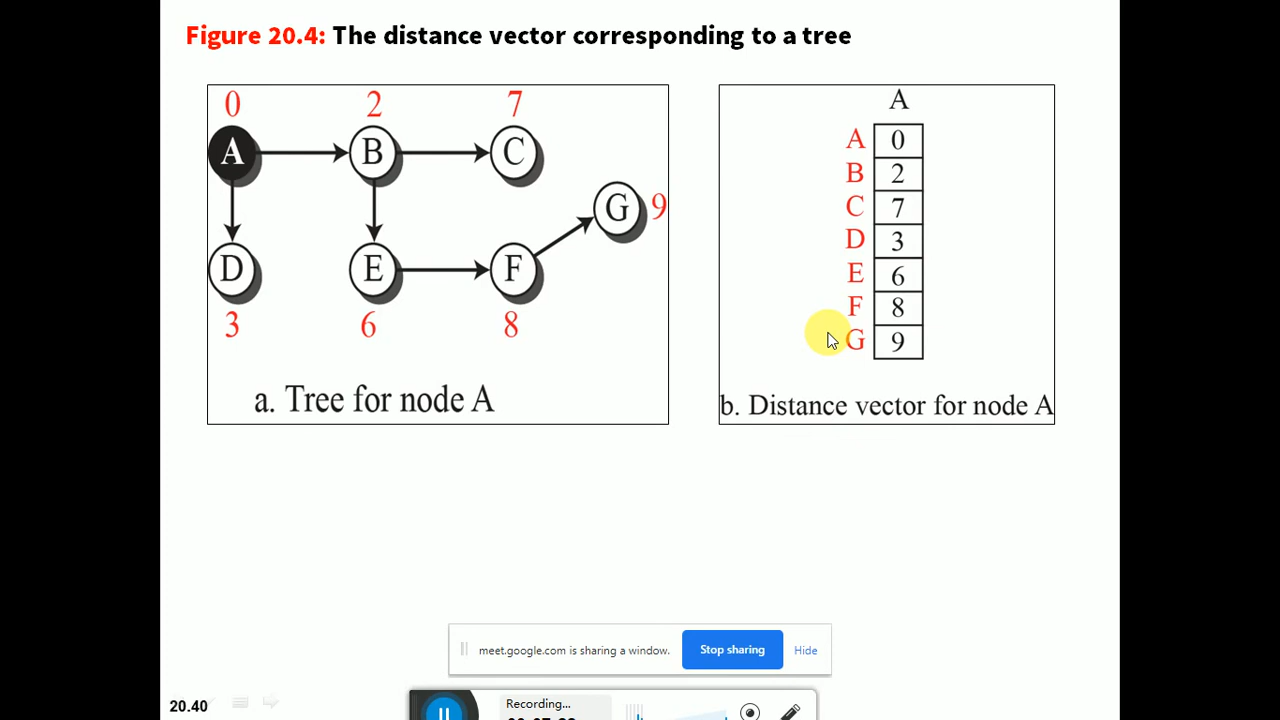 Figure 20.4: The distance vector corresponding to a tree
0 2 7
A B C
G 9
D E F
3 6 8
a. Tree for node A
A
A 0
B 2
C 7
D 3
E 6
F 8
G 9
b. Distance vector for node A
meet.google.com is sharing a window. Stop sharing Hide
20.40
Recording...